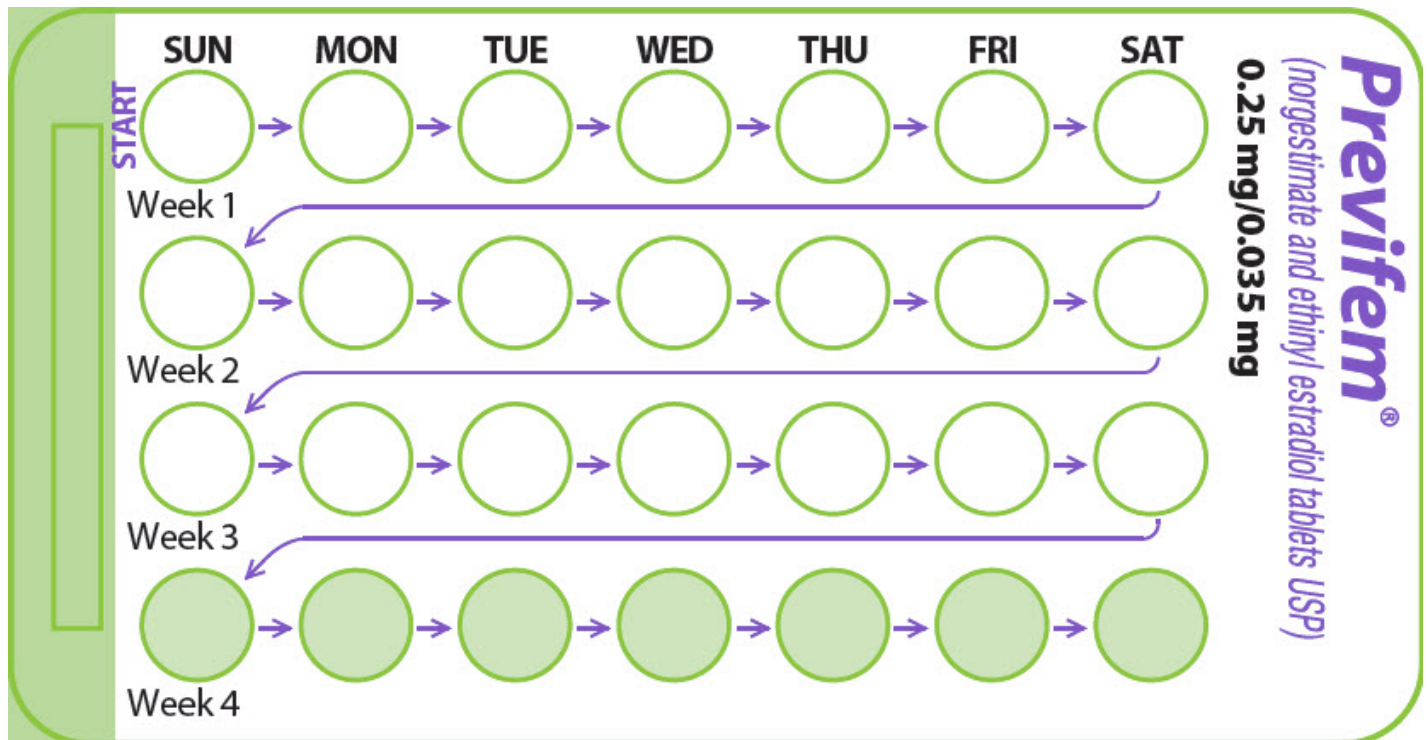 SUN MON TUE WED THU FRI SAT
START
Week 1
Week 2
Week 3
Week 4
Previfem®
(norgestimate and ethinyl estradiol tablets USP)
0.25 mg/0.035 mg